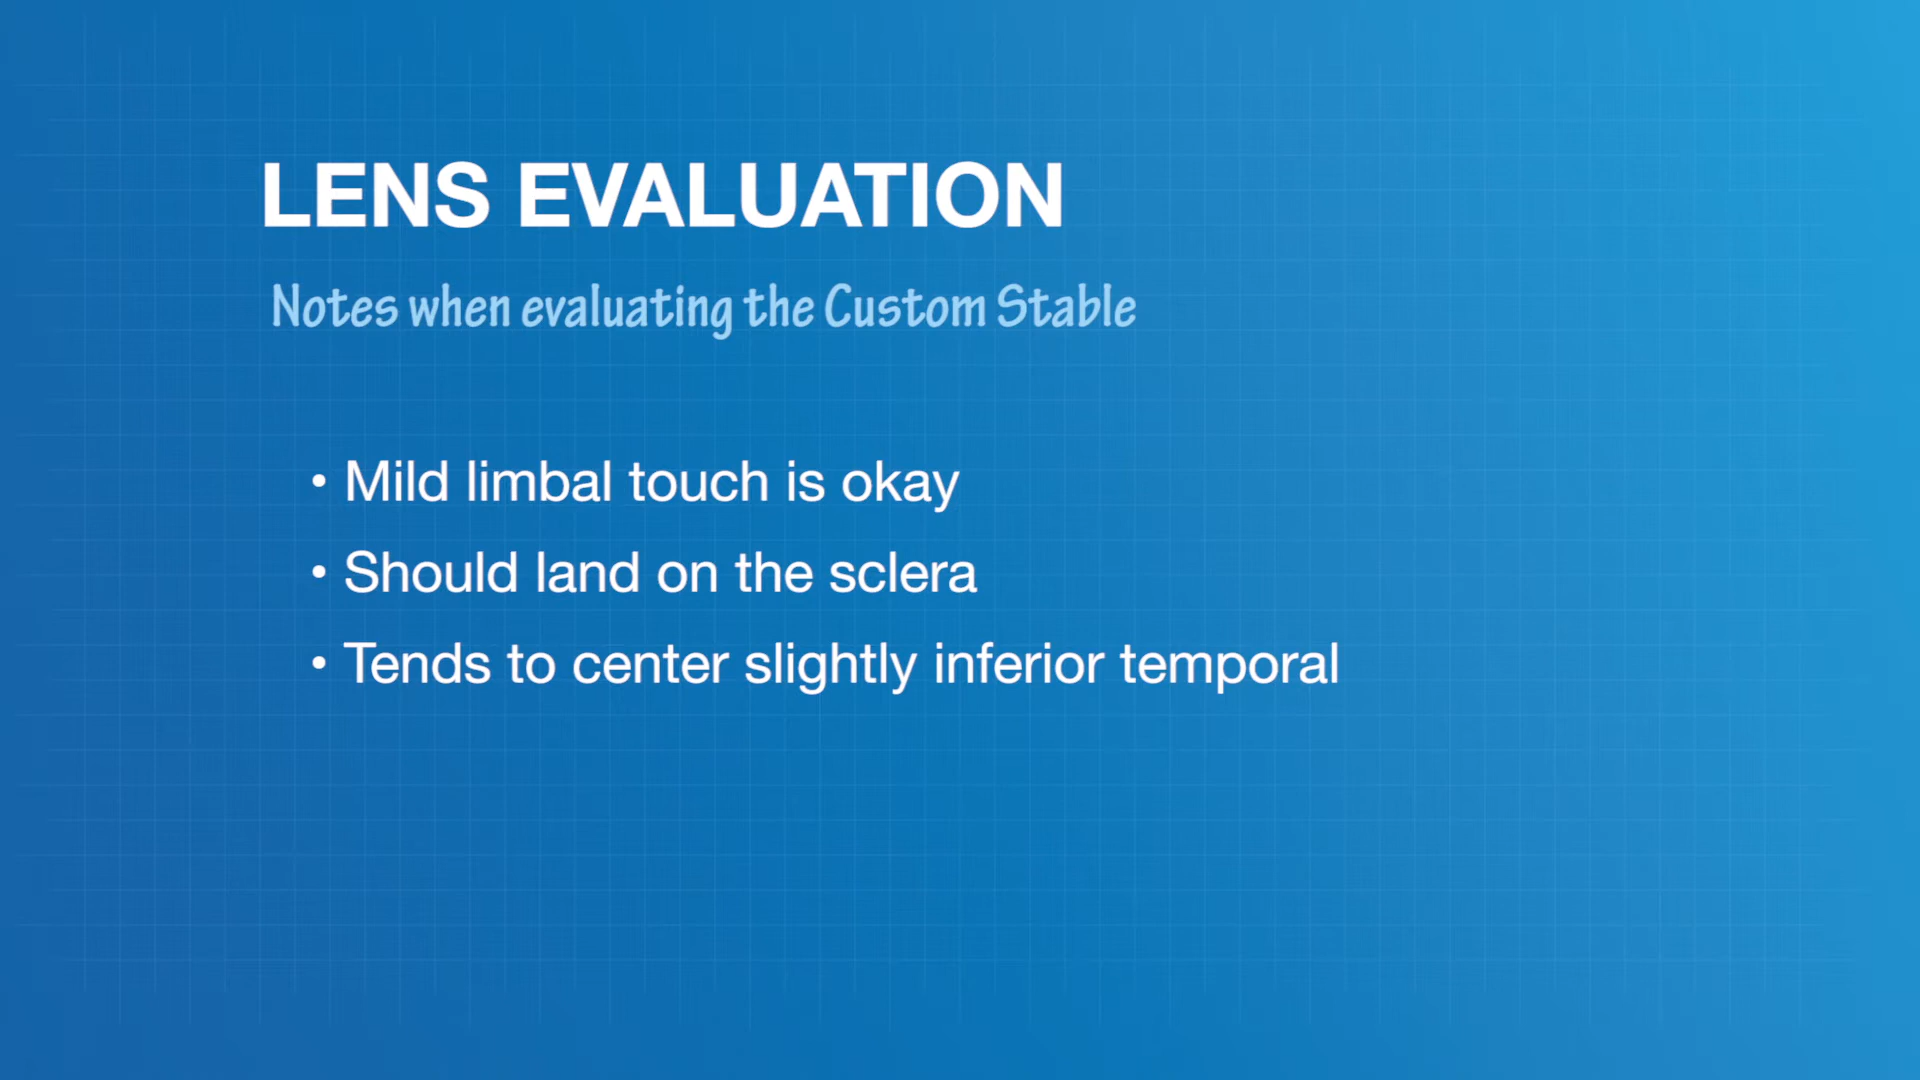 LENS EVALUATION
Notes when evaluating the Custom Stable
• Mild limbal touch is okay
• Should land on the sclera
• Tends to center slightly inferior temporal